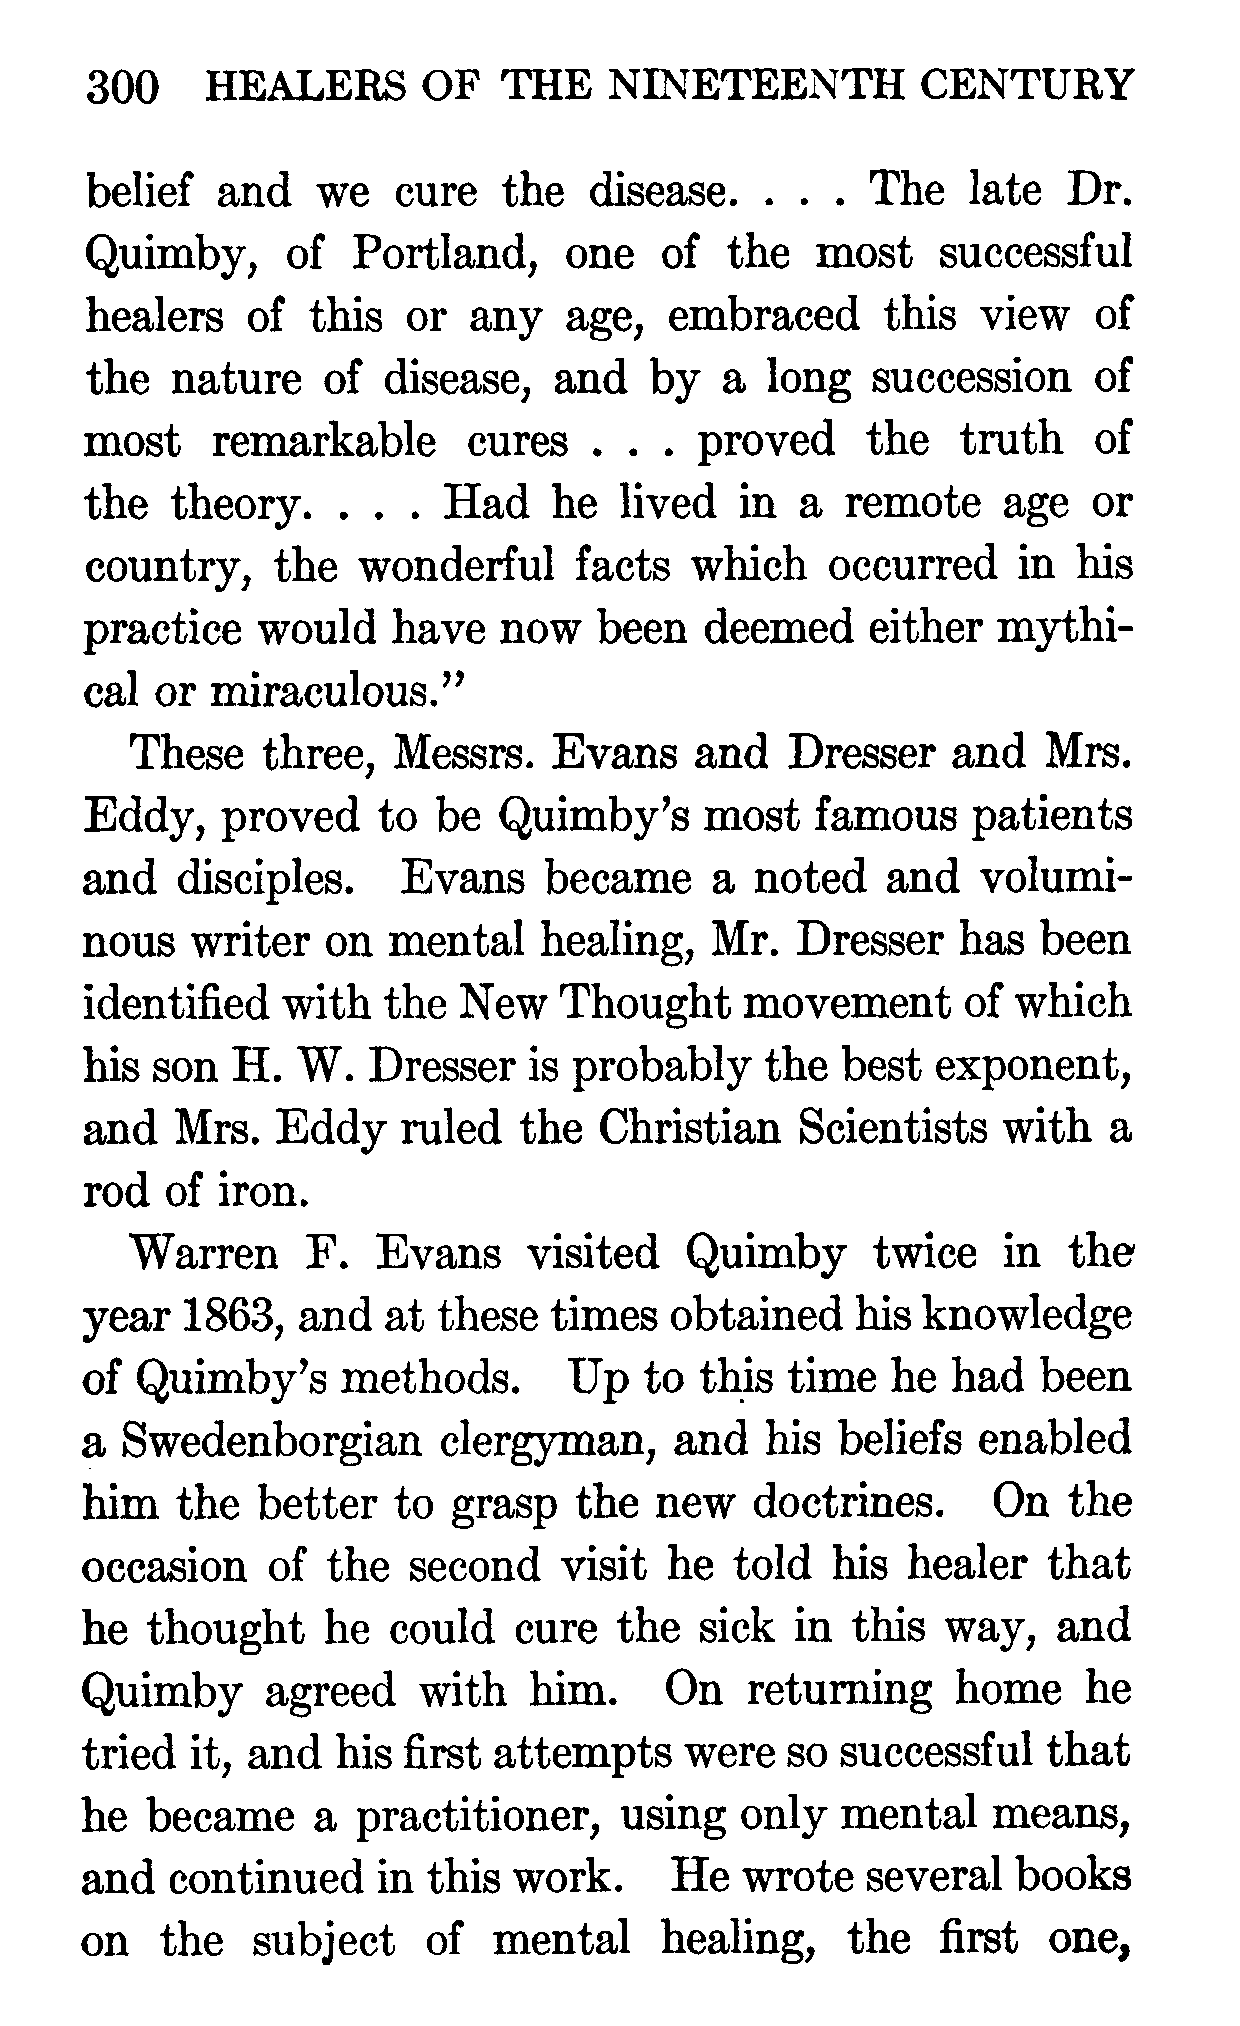 300 HEALERS OF THE NINETEENTH CENTURY
belief and we cure the disease. . . . The late Dr.
Quimby, of Portland, one of the most successful
healers of this or any age, embraced this view of
the nature of disease, and by a long succession of
most remarkable cures . . . proved the truth of
the theory. . . . Had he lived in a remote age or
country, the wonderful facts which occurred in his
practice would have now been deemed either mythi-
cal or miraculous.”
These three, Messrs. Evans and Dresser and Mrs.
Eddy, proved to be Quimby’s most famous patients
and disciples. Evans became a noted and volumi-
nous writer on mental healing, Mr. Dresser has been
identified with the New Thought movement of which
his son H. W. Dresser is probably the best exponent,
and Mrs. Eddy ruled the Christian Scientists with a
rod of iron.
Warren F. Evans visited Quimby twice in the
year 1863, and at these times obtained his knowledge
of Quimby’s methods. Up to this time he had been
a Swedenborgian clergyman, and his beliefs enabled
him the better to grasp the new doctrines. On the
occasion of the second visit he told his healer that
he thought he could cure the sick in this way, and
Quimby agreed with him. On returning home he
tried it, and his first attempts were so successful that
he became a practitioner, using only mental means,
and continued in this work. He wrote several books
on the subject of mental healing, the first one,